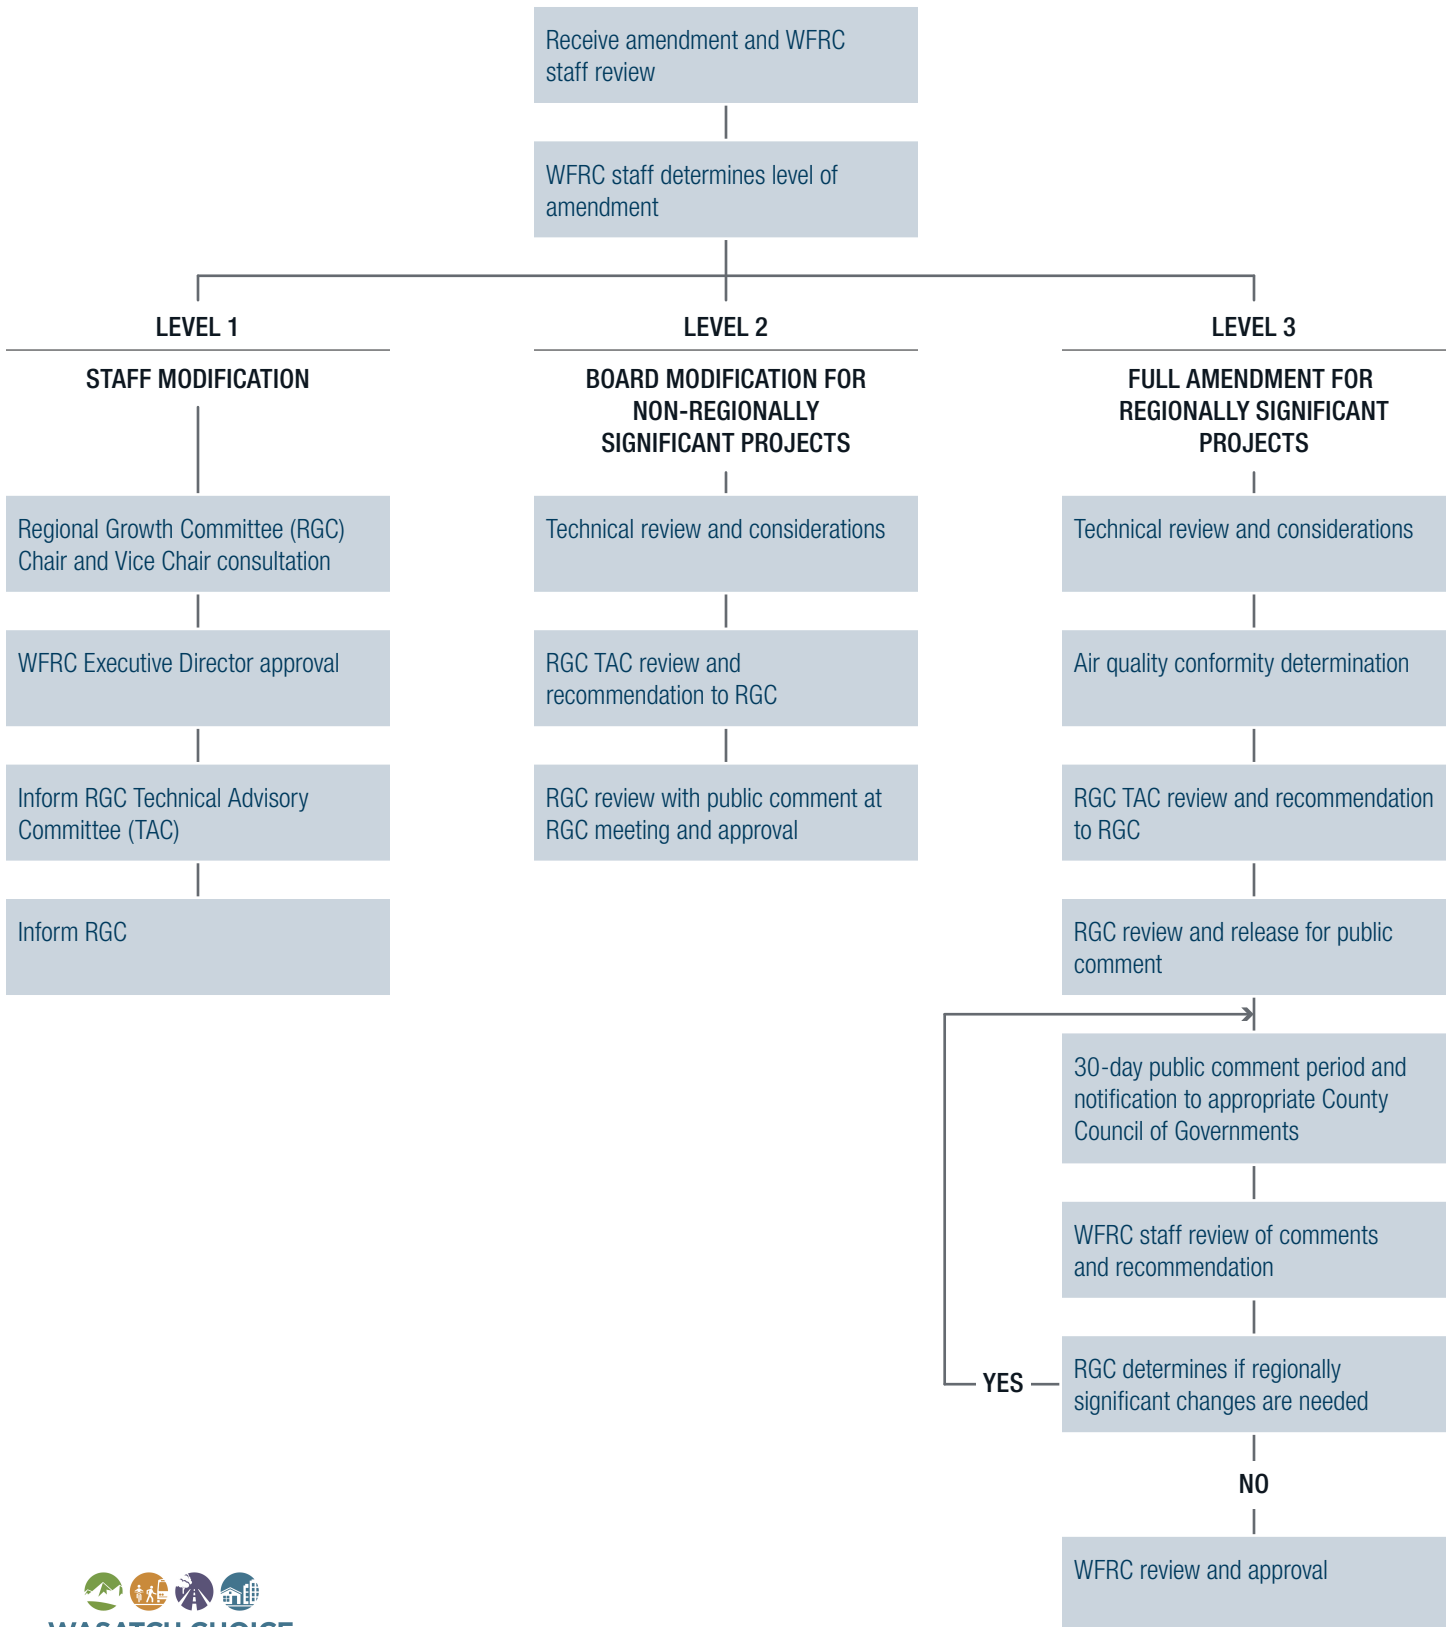 Receive amendment and WFRC
staff review
WFRC staff determines level of
amendment
LEVEL 1
STAFF MODIFICATION
Regional Growth Committee (RGC)
Chair and Vice Chair consultation
WFRC Executive Director approval
Inform RGC Technical Advisory
Committee (TAC)
Inform RGC
LEVEL 2
BOARD MODIFICATION FOR
NON-REGIONALLY
SIGNIFICANT PROJECTS
Technical review and considerations
RGC TAC review and
recommendation to RGC
RGC review with public comment at
RGC meeting and approval
LEVEL 3
FULL AMENDMENT FOR
REGIONALLY SIGNIFICANT
PROJECTS
Technical review and considerations
Air quality conformity determination
RGC TAC review and recommendation
to RGC
RGC review and release for public
comment
30-day public comment period and
notification to appropriate County
Council of Governments
WFRC staff review of comments
and recommendation
RGC determines if regionally
significant changes are needed
YES
NO
WFRC review and approval
WASATCH CHOICE